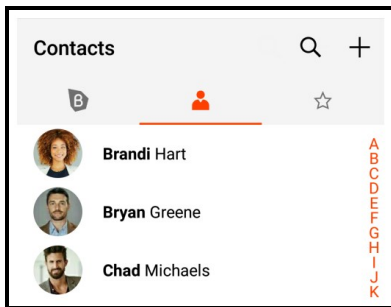 Contacts
B
Brandi Hart
Bryan Greene
Chad Michaels
A
B
C
D
E
F
G
H
I
J
K